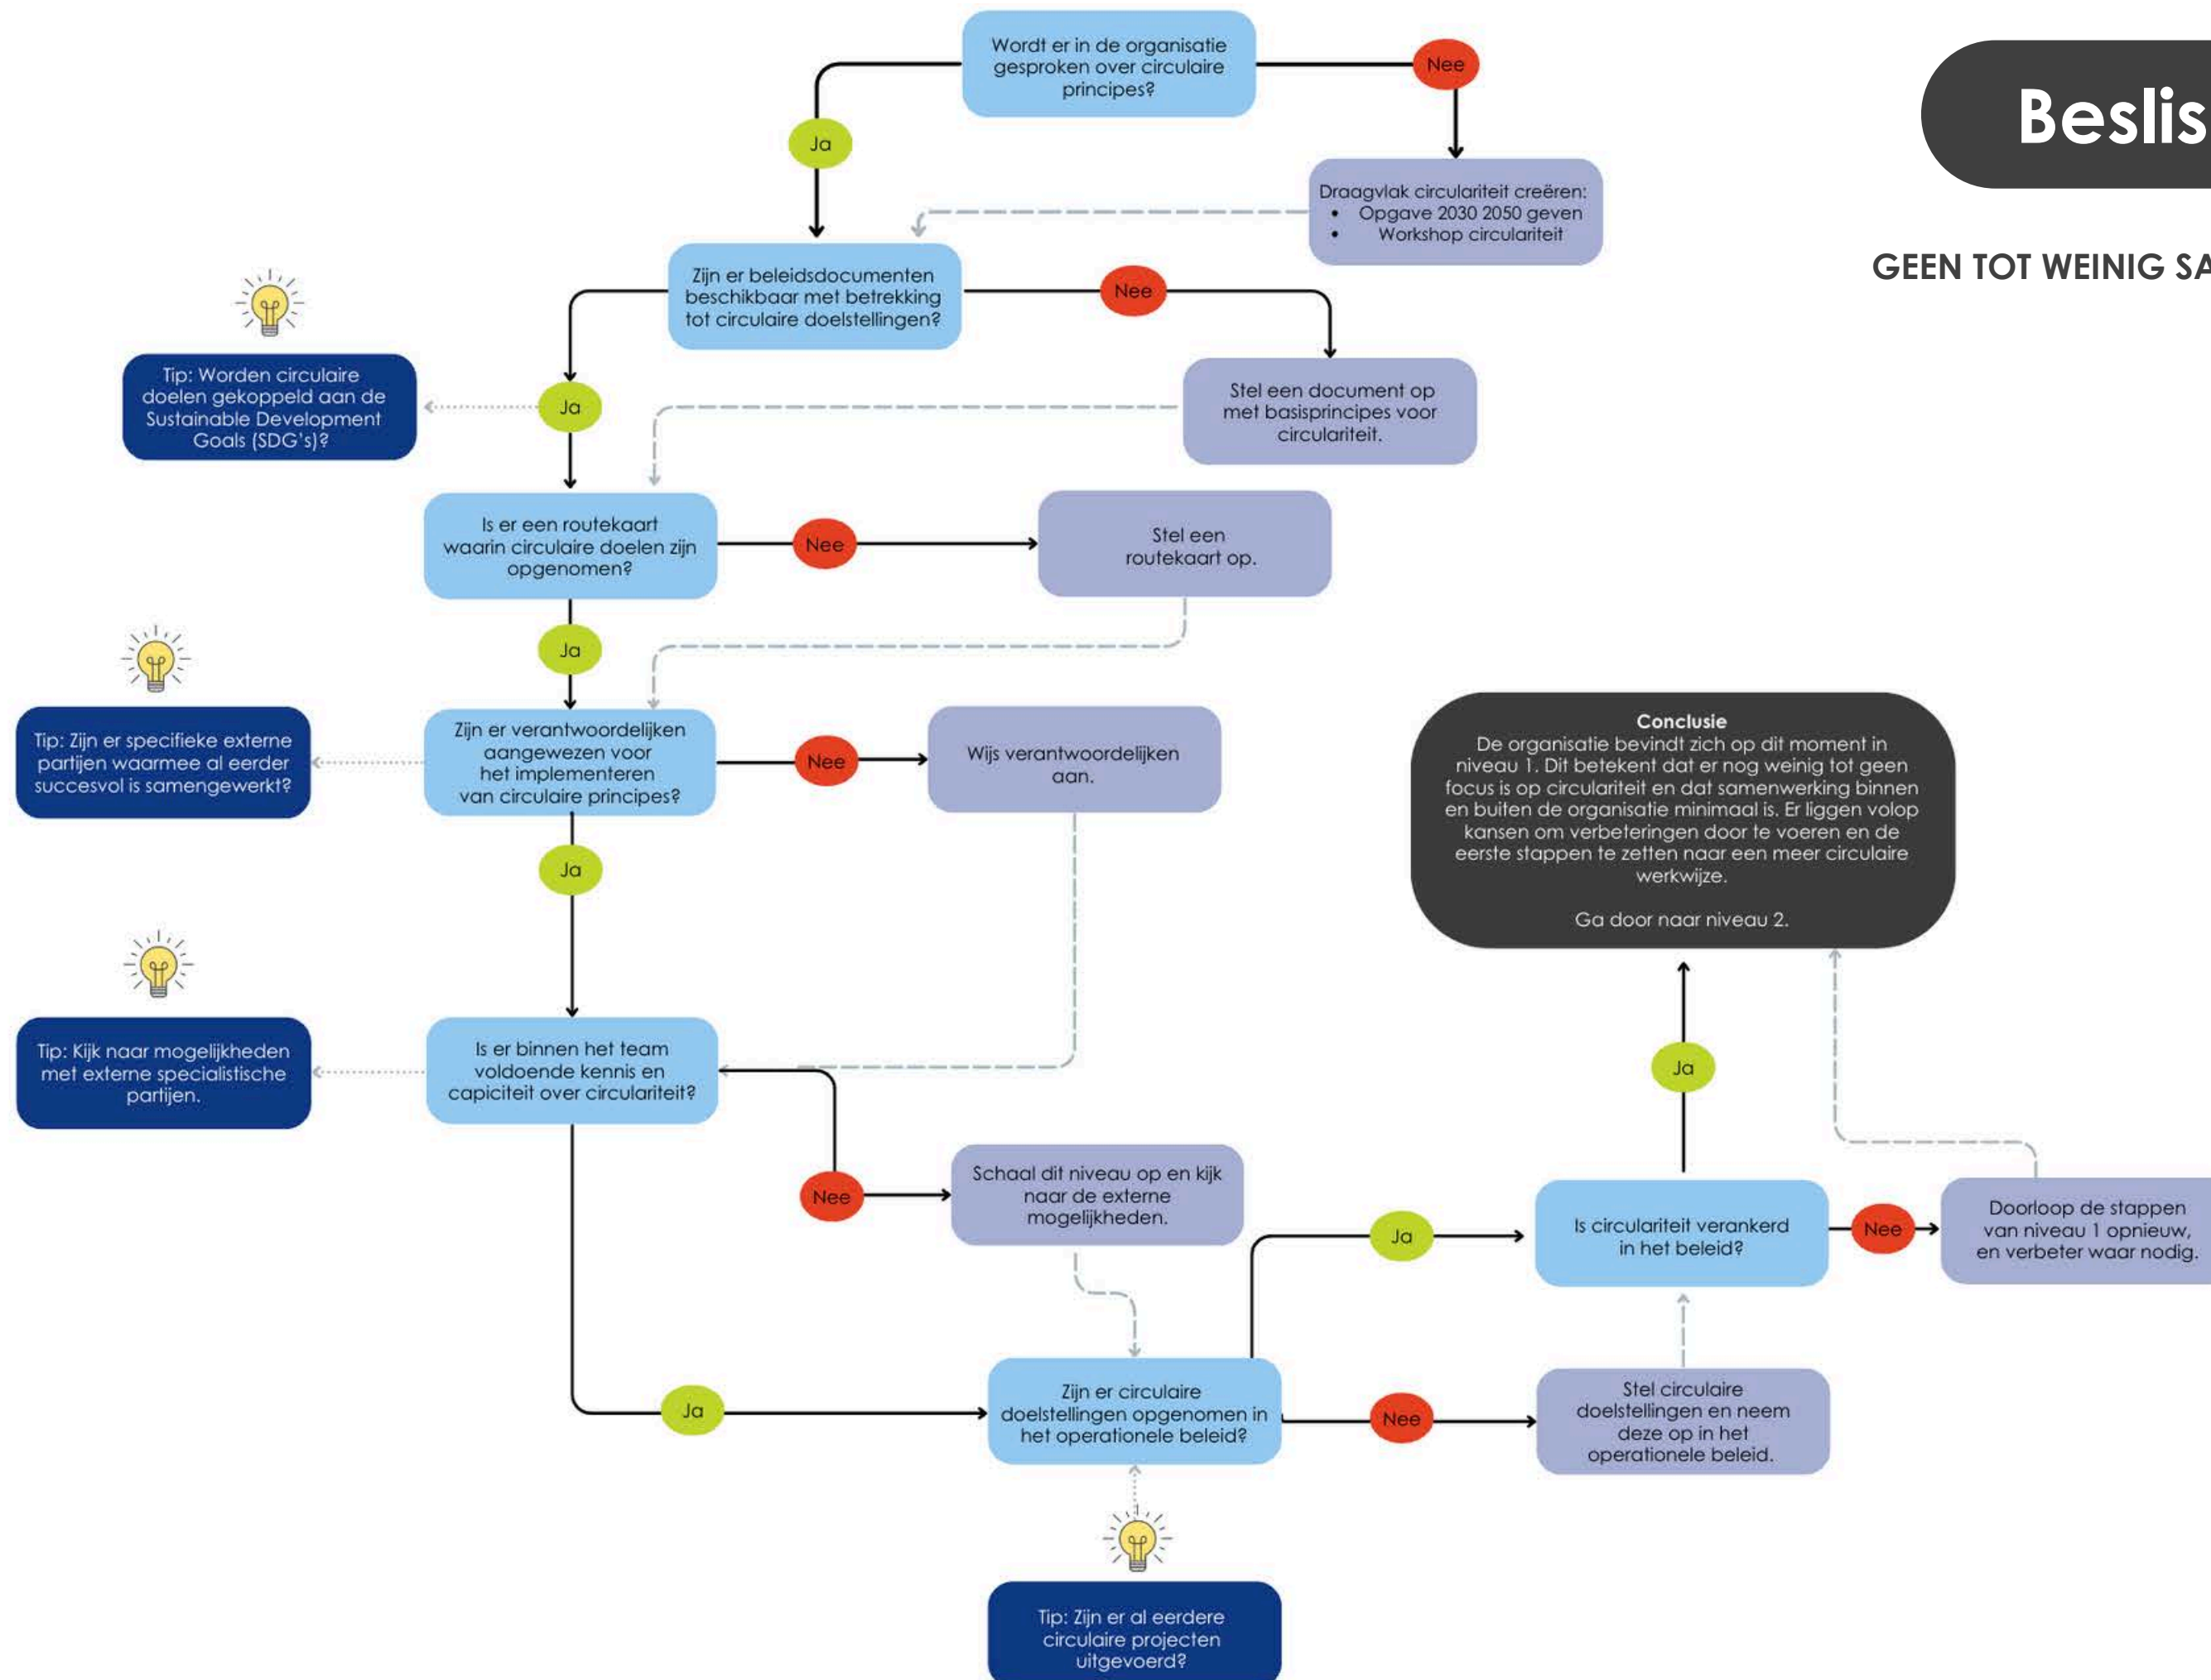 Wordt er in de organisatie
gesproken over circulaire
principes?
Nee
Beslis
Ja
Draagvlak circulariteit creëren:
• Opgave 2030 2050 geven
• Workshop circulariteit
GEEN TOT WEINIG SA
Zijn er beleidsdocumenten
beschikbaar met betrekking
tot circulaire doelstellingen?
Nee
Tip: Worden circulaire
doelen gekoppeld aan de
Sustainable Development
Goals (SDG's)?
Ja
Stel een document op
met basisprincipes voor
circulariteit.
Is er een routekaart
waarin circulaire doelen zijn
opgenomen?
Nee
Stel een
routekaart op.
Ja
Tip: Zijn er specifieke externe
partijen waarmee al eerder
succesvol is samengewerkt?
Zijn er verantwoordelijken
aangewezen voor
het implementeren
van circulaire principes?
Nee
Wijs verantwoordelijken
aan.
Conclusie
De organisatie bevindt zich op dit moment in
niveau 1. Dit betekent dat er nog weinig tot geen
focus is op circulariteit en dat samenwerking binnen
en buiten de organisatie minimaal is. Er liggen volop
kansen om verbeteringen door te voeren en de
eerste stappen te zetten naar een meer circulaire
werkwijze.
Ga door naar niveau 2.
Ja
Tip: Kijk naar mogelijkheden
met externe specialistische
partijen.
Is er binnen het team
voldoende kennis en
capiciteit over circulariteit?
Ja
Nee
Schaal dit niveau op en kijk
naar de externe
mogelijkheden.
Ja
Is circulariteit verankerd
in het beleid?
Nee
Doorloop de stappen
van niveau 1 opnieuw,
en verbeter waar nodig.
Ja
Zijn er circulaire
doelstellingen opgenomen in
het operationele beleid?
Nee
Stel circulaire
doelstellingen en neem
deze op in het
operationele beleid.
Tip: Zijn er al eerdere
circulaire projecten
uitgevoerd?